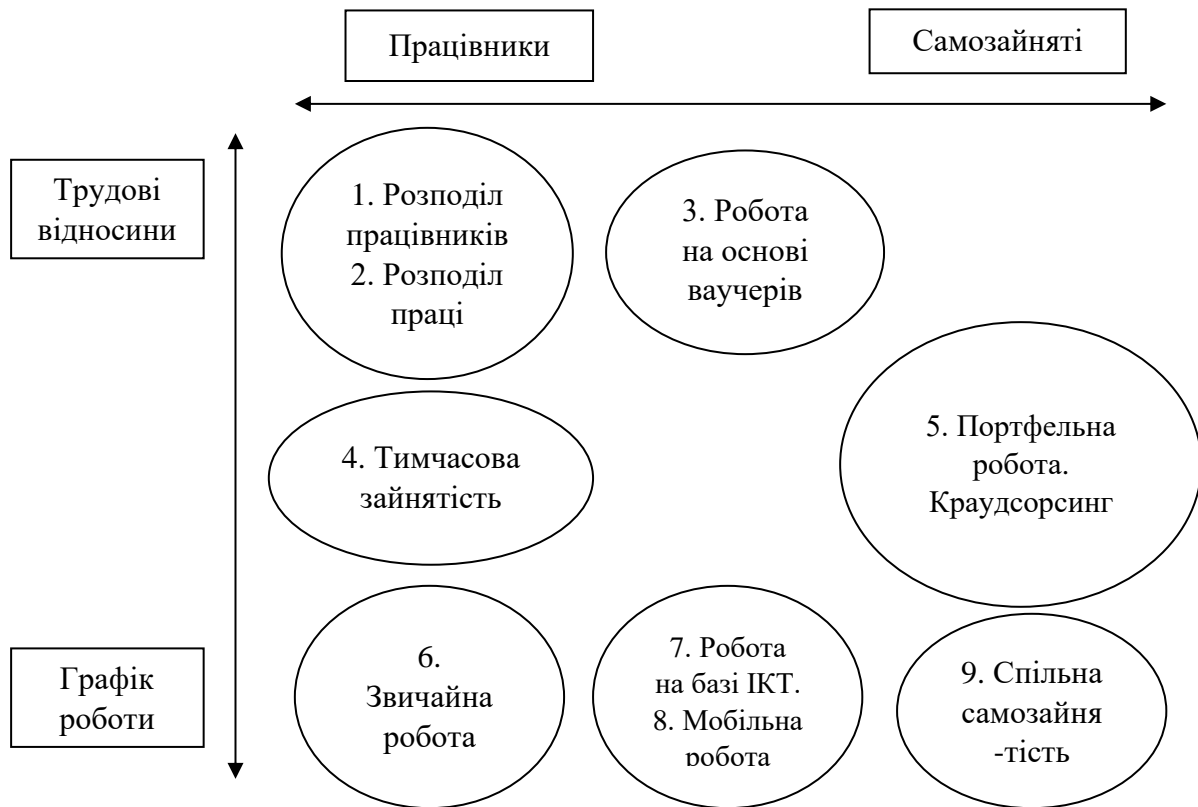 Працівники
Самозайняті
Трудові
відносини
1. Розподіл
працівників
2. Розподіл
праці
3. Робота
на основі
ваучерів
4. Тимчасова
зайнятість
5. Портфельна
робота.
Краудсорсинг
Графік
роботи
6.
Звичайна
робота
7. Робота
на базі ІКТ.
8. Мобільна
робота
9. Спільна
самозайня
-тість